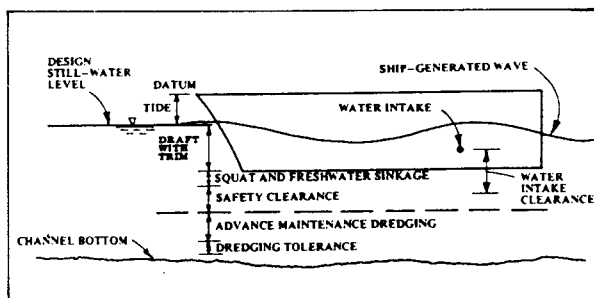 DESIGN
STILL-WATER
LEVEL
DATUM
TIDE
SHIP-GENERATED WAVE
WATER INTAKE
DRAFT
WITH
TRIM
SQUAT AND FRESHWATER SINKAGE
SAFETY CLEARANCE
WATER
INTAKE
CLEARANCE
ADVANCE MAINTENANCE DREDGING
CHANNEL BOTTOM
DREDGING TOLERANCE